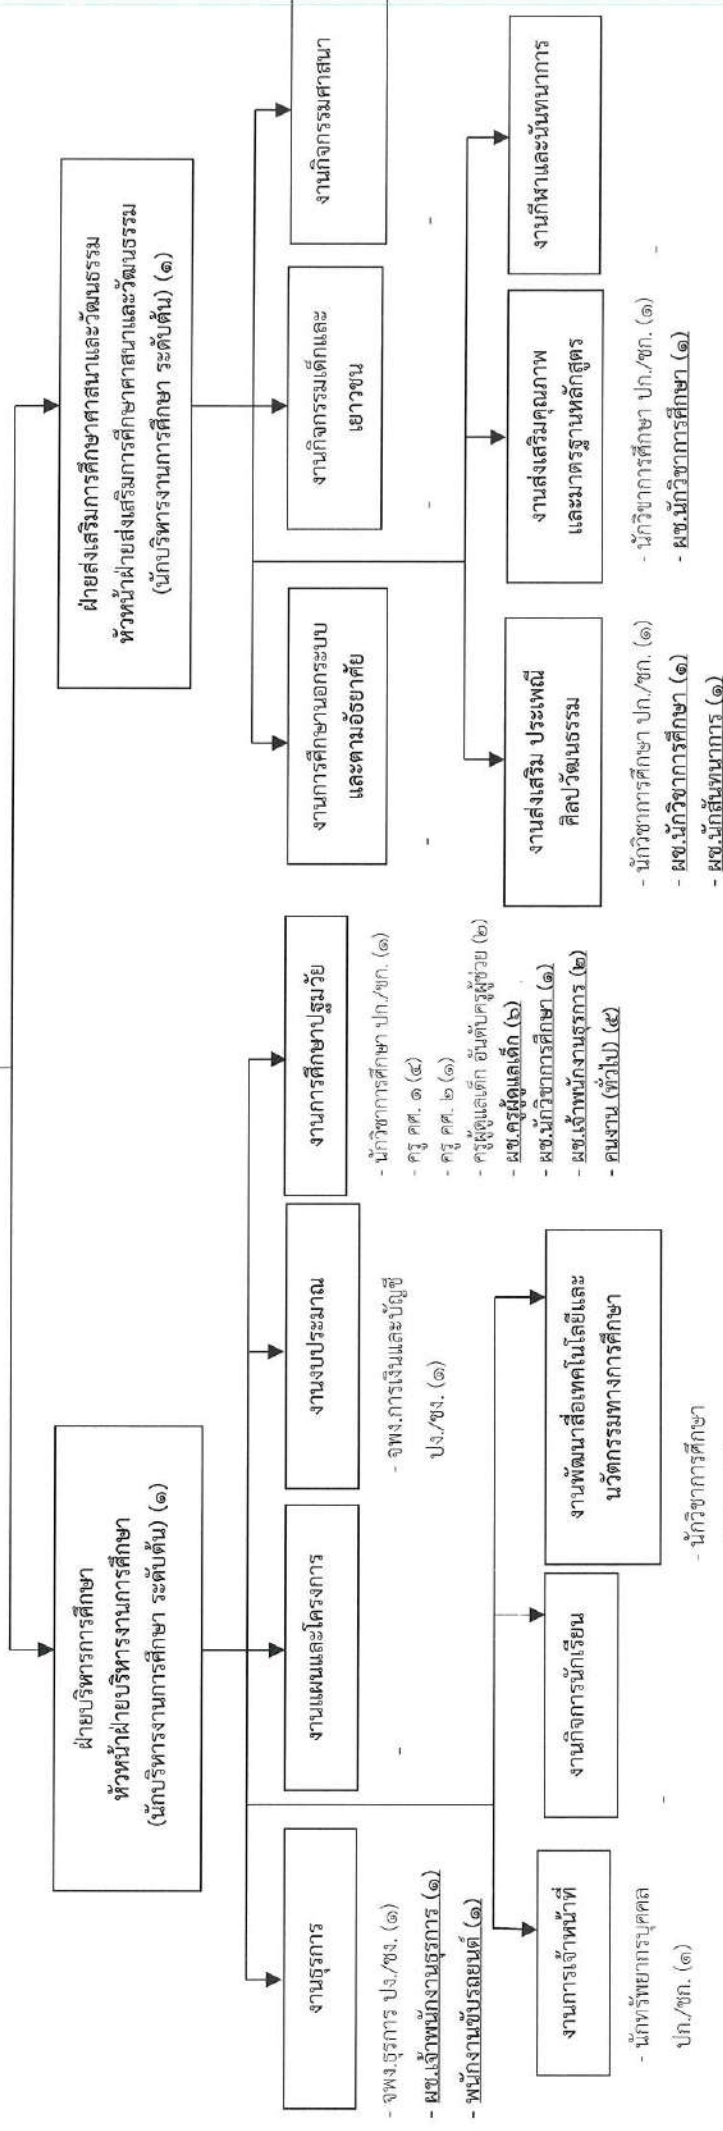 ฝ่ายบริหารการศึกษา
หัวหน้าฝ่ายบริหารงานการศึกษา
(นักบริหารงานการศึกษา ระดับต้น) (๑)
ฝ่ายส่งเสริมการศึกษาศาสนาและวัฒนธรรม
หัวหน้าฝ่ายส่งเสริมการศึกษาศาสนาและวัฒนธรรม
(นักบริหารงานการศึกษา ระดับต้น) (๑)
งานธุรการ
- จพง.ธุรการ ปง./ชง. (๑)
- ผช.เจ้าพนักงานธุรการ (๑)
- พนักงานขับรถยนต์ (๑)
งานแผนและโครงการ
-
งานงบประมาณ
- จพง.การเงินและบัญชี
ปง./ชง. (๑)
งานการศึกษาปฐมวัย
- นักวิชาการศึกษา ปก./ชก. (๑)
- ครู คศ. ๑ (๔)
- ครู คศ. ๒ (๑)
- ครูผู้ดูแลเด็ก อันดับครูผู้ช่วย (๒)
- ผช.ครูผู้ดูแลเด็ก (๖)
- ผช.นักวิชาการศึกษา (๑)
- ผช.เจ้าพนักงานธุรการ (๒)
- คนงาน (ทั่วไป) (๕)
งานการศึกษานอกระบบ
และตามอัธยาศัย
-
งานกิจกรรมเด็กและ
เยาวชน
-
งานกิจกรรมศาสนา
-
งานการเจ้าหน้าที่
- นักทรัพยากรบุคคล
ปก./ชก. (๑)
งานกิจการนักเรียน
-
งานพัฒนาสื่อเทคโนโลยีและ
นวัตกรรมทางการศึกษา
- นักวิชาการศึกษา
งานส่งเสริม ประเพณี
ศิลปวัฒนธรรม
- นักวิชาการศึกษา ปก./ชก. (๑)
- ผช.นักวิชาการศึกษา (๑)
- ผช.นักสันทนาการ (๑)
งานส่งเสริมคุณภาพ
และมาตรฐานหลักสูตร
- นักวิชาการศึกษา ปก./ชก. (๑)
- ผช.นักวิชาการศึกษา (๑)
งานกีฬาและนันทนาการ
-